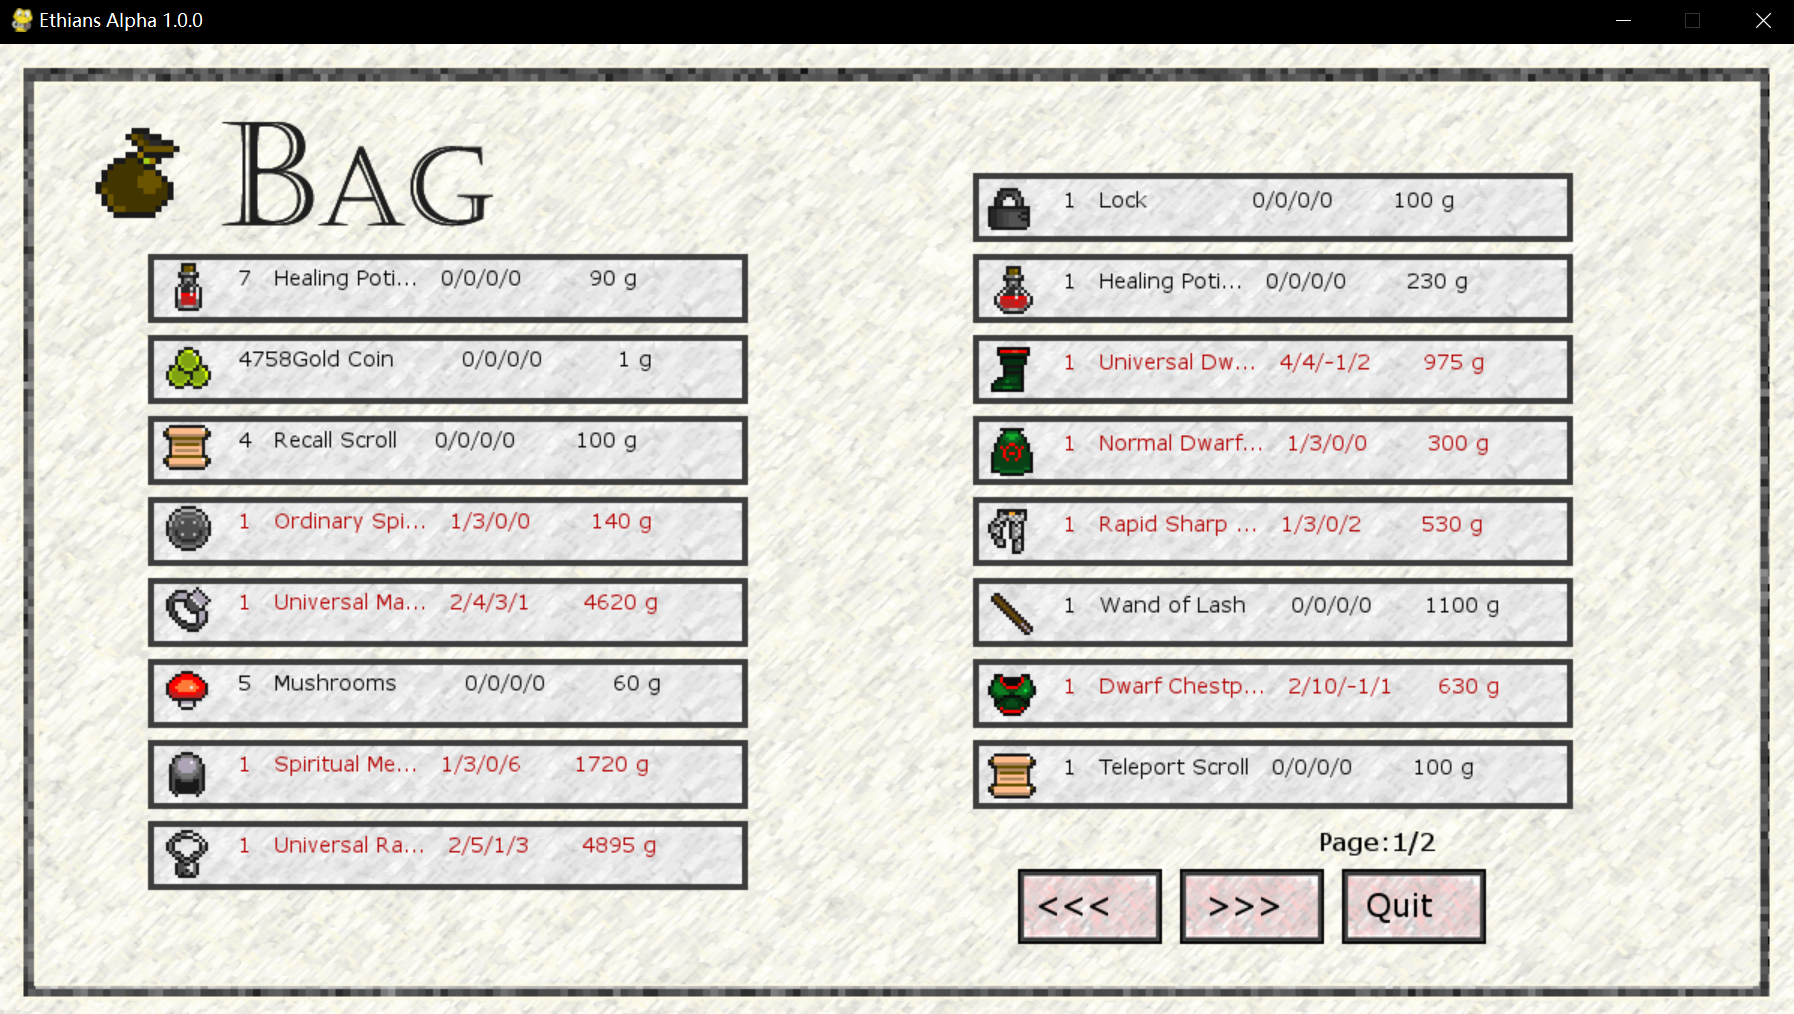 Ethians Alpha 1.0.0
BAG
7 Healing Poti... 0/0/0/0 90 g
4758Gold Coin 0/0/0/0 1 g
4 Recall Scroll 0/0/0/0 100 g
1 Ordinary Spi... 1/3/0/0 140 g
1 Universal Ma... 2/4/3/1 4620 g
5 Mushrooms 0/0/0/0 60 g
1 Spiritual Me... 1/3/0/6 1720 g
1 Universal Ra... 2/5/1/3 4895 g
1 Lock 0/0/0/0 100 g
1 Healing Poti... 0/0/0/0 230 g
1 Universal Dw... 4/4/-1/2 975 g
1 Normal Dwarf... 1/3/0/0 300 g
1 Rapid Sharp ... 1/3/0/2 530 g
1 Wand of Lash 0/0/0/0 1100 g
1 Dwarf Chestp... 2/10/-1/1 630 g
1 Teleport Scroll 0/0/0/0 100 g
Page:1/2
<<< >>> Quit